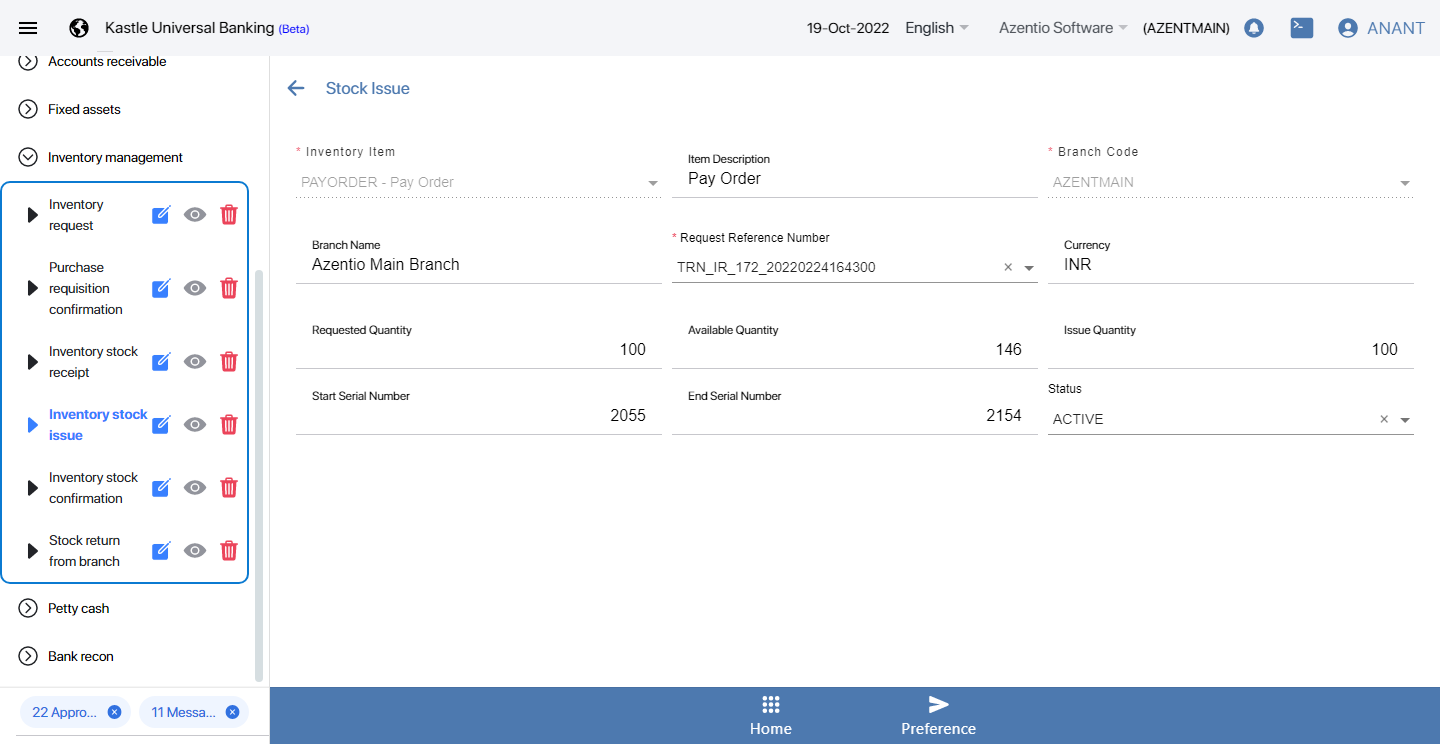 Kastle Universal Banking (Beta)
19-Oct-2022
English
Azentio Software
(AZENTMAIN)
ANANT
Accounts receivable
Fixed assets
Inventory management
Inventory
request
Purchase
requisition
confirmation
Inventory stock
receipt
Inventory stock
issue
Inventory stock
confirmation
Stock return
from branch
Petty cash
Bank recon
22 Appro...
11 Messa...
Stock Issue
* Inventory Item
PAYORDER - Pay Order
Item Description
Pay Order
* Branch Code
AZENTMAIN
Branch Name
Azentio Main Branch
* Request Reference Number
TRN_IR_172_20220224164300
Currency
INR
Requested Quantity
100
Available Quantity
146
Issue Quantity
100
Start Serial Number
2055
End Serial Number
2154
Status
ACTIVE
Home
Preference